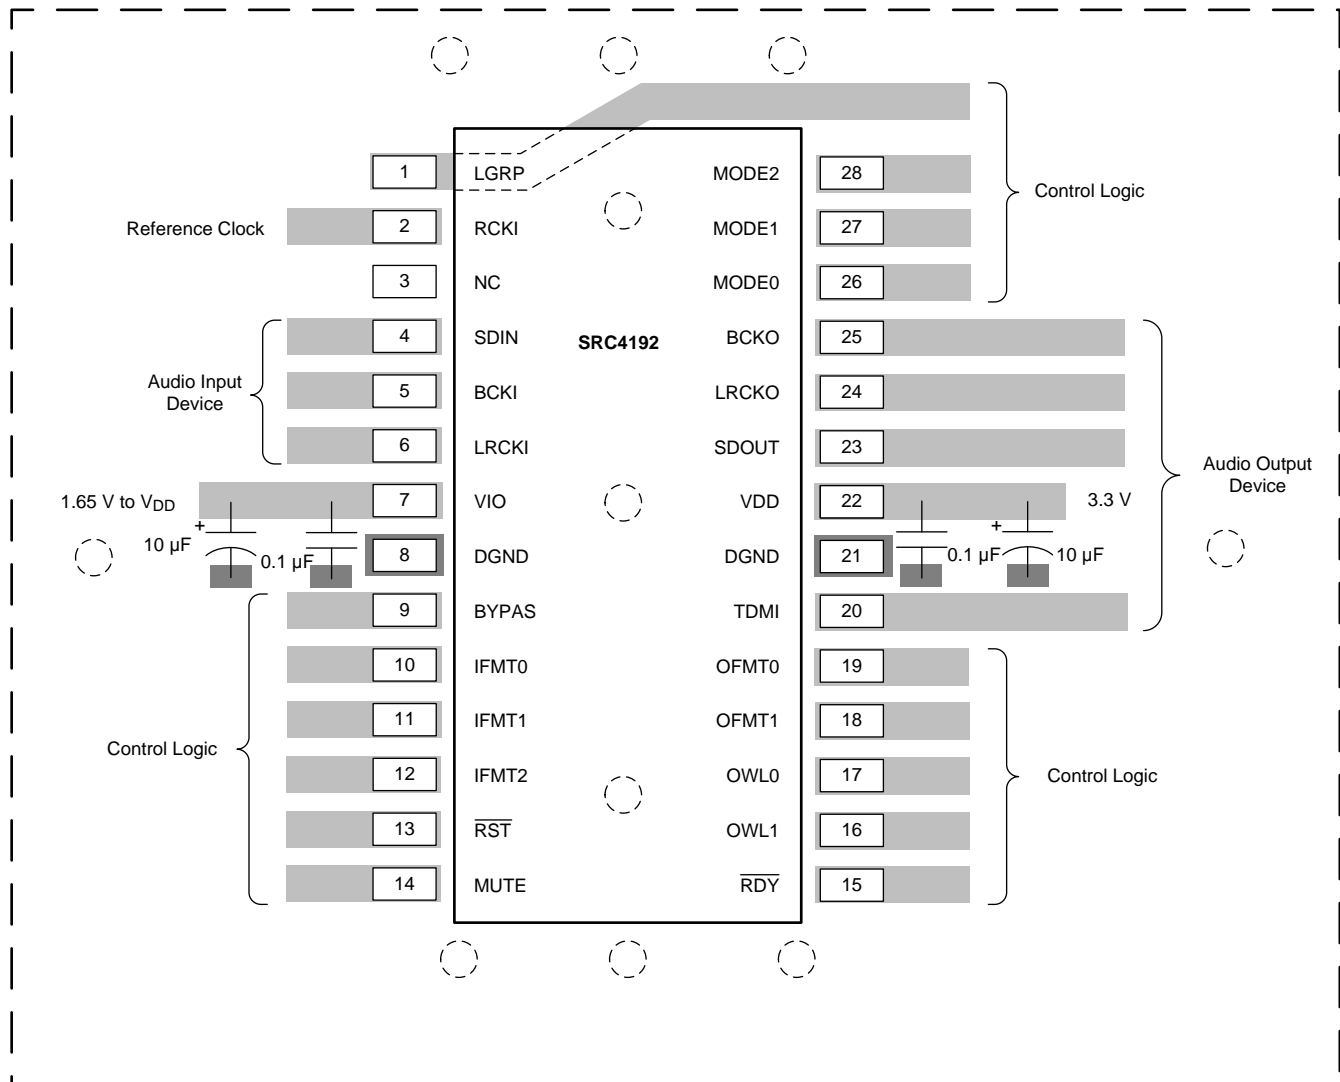 1 LGRP MODE2 28
Control Logic
Reference Clock 2 RCKI MODE1 27
3 NC MODE0 26
4 SDIN SRC4192 BCKO 25
Audio Input
Device
5 BCKI LRCKO 24
6 LRCKI SDOUT 23
Audio Output
Device
1.65 V to VDD 7 VIO VDD 22 3.3 V
+ +
10 µF 0.1 µF 8 DGND DGND 21 0.1 µF 10 µF
9 BYPAS TDMI 20
10 IFMT0 OFMT0 19
11 IFMT1 OFMT1 18
Control Logic
12 IFMT2 OWL0 17 Control Logic
13 RST OWL1 16
14 MUTE RDY 15